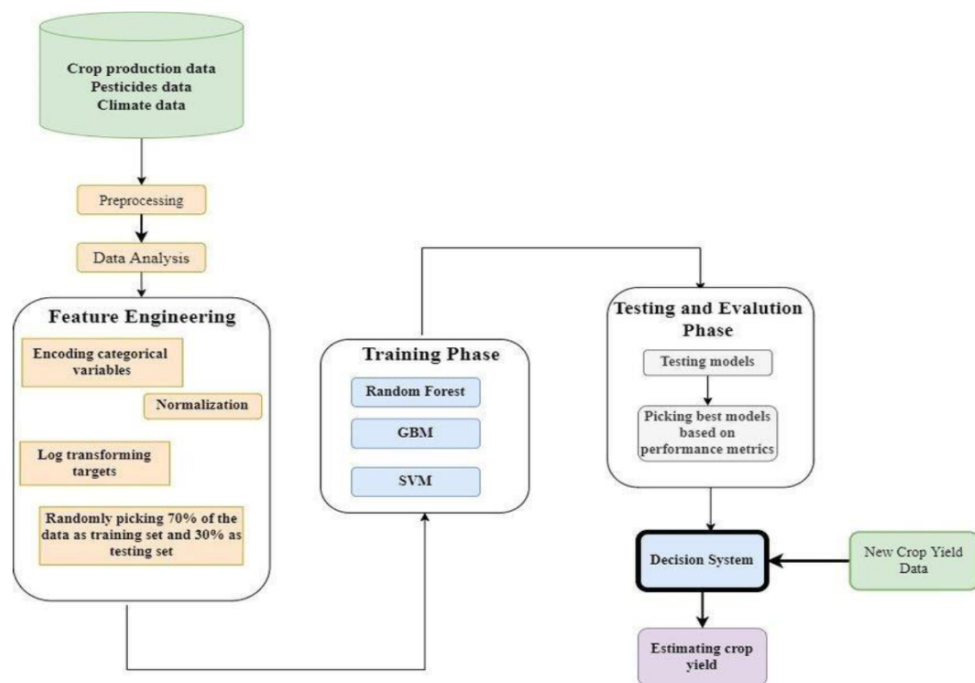 Crop production data
Pesticides data
Climate data
Preprocessing
Data Analysis
Feature Engineering
Encoding categorical
variables
Normalization
Log transforming
targets
Randomly picking 70% of the
data as training set and 30% as
testing set
Training Phase
Random Forest
GBM
SVM
Testing and Evalution
Phase
Testing models
Picking best models
based on
performance metrics
Decision System
New Crop Yield
Data
Estimating crop
yield